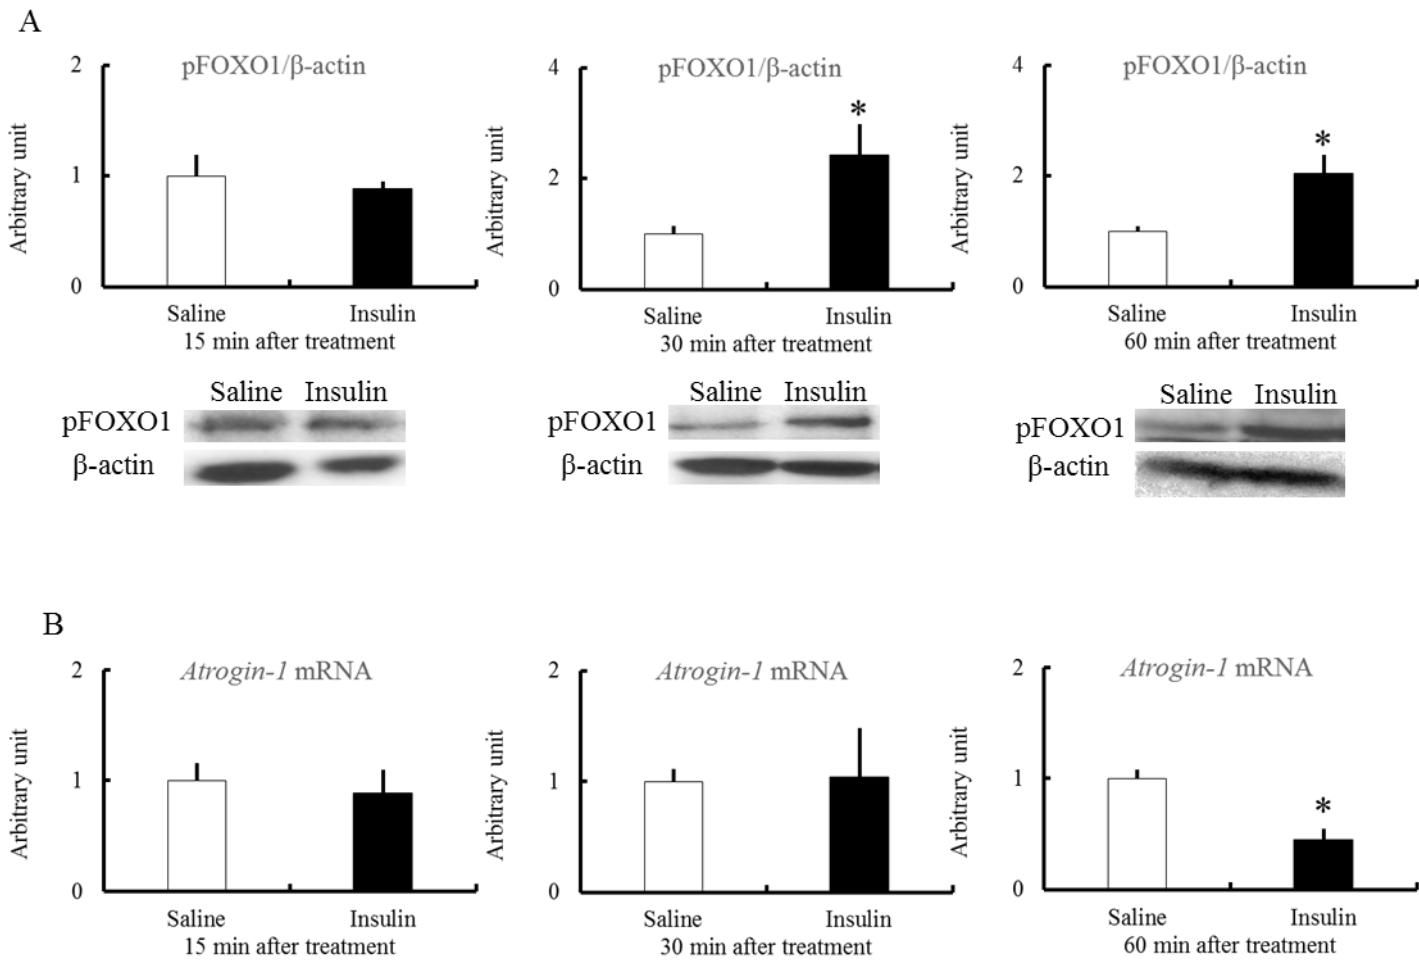 A
pFOXO1/β-actin
2
1
0
Arbitrary unit
Saline Insulin
15 min after treatment
pFOXO1/β-actin
4
*
2
0
Arbitrary unit
Saline Insulin
30 min after treatment
pFOXO1/β-actin
4
*
2
0
Arbitrary unit
Saline Insulin
60 min after treatment
Saline Insulin
pFOXO1
β-actin
Saline Insulin
pFOXO1
β-actin
Saline Insulin
pFOXO1
β-actin
B
Atrogin-1 mRNA
2
1
0
Arbitrary unit
Saline Insulin
15 min after treatment
Atrogin-1 mRNA
2
1
0
Arbitrary unit
Saline Insulin
30 min after treatment
Atrogin-1 mRNA
2
1
*
0
Arbitrary unit
Saline Insulin
60 min after treatment